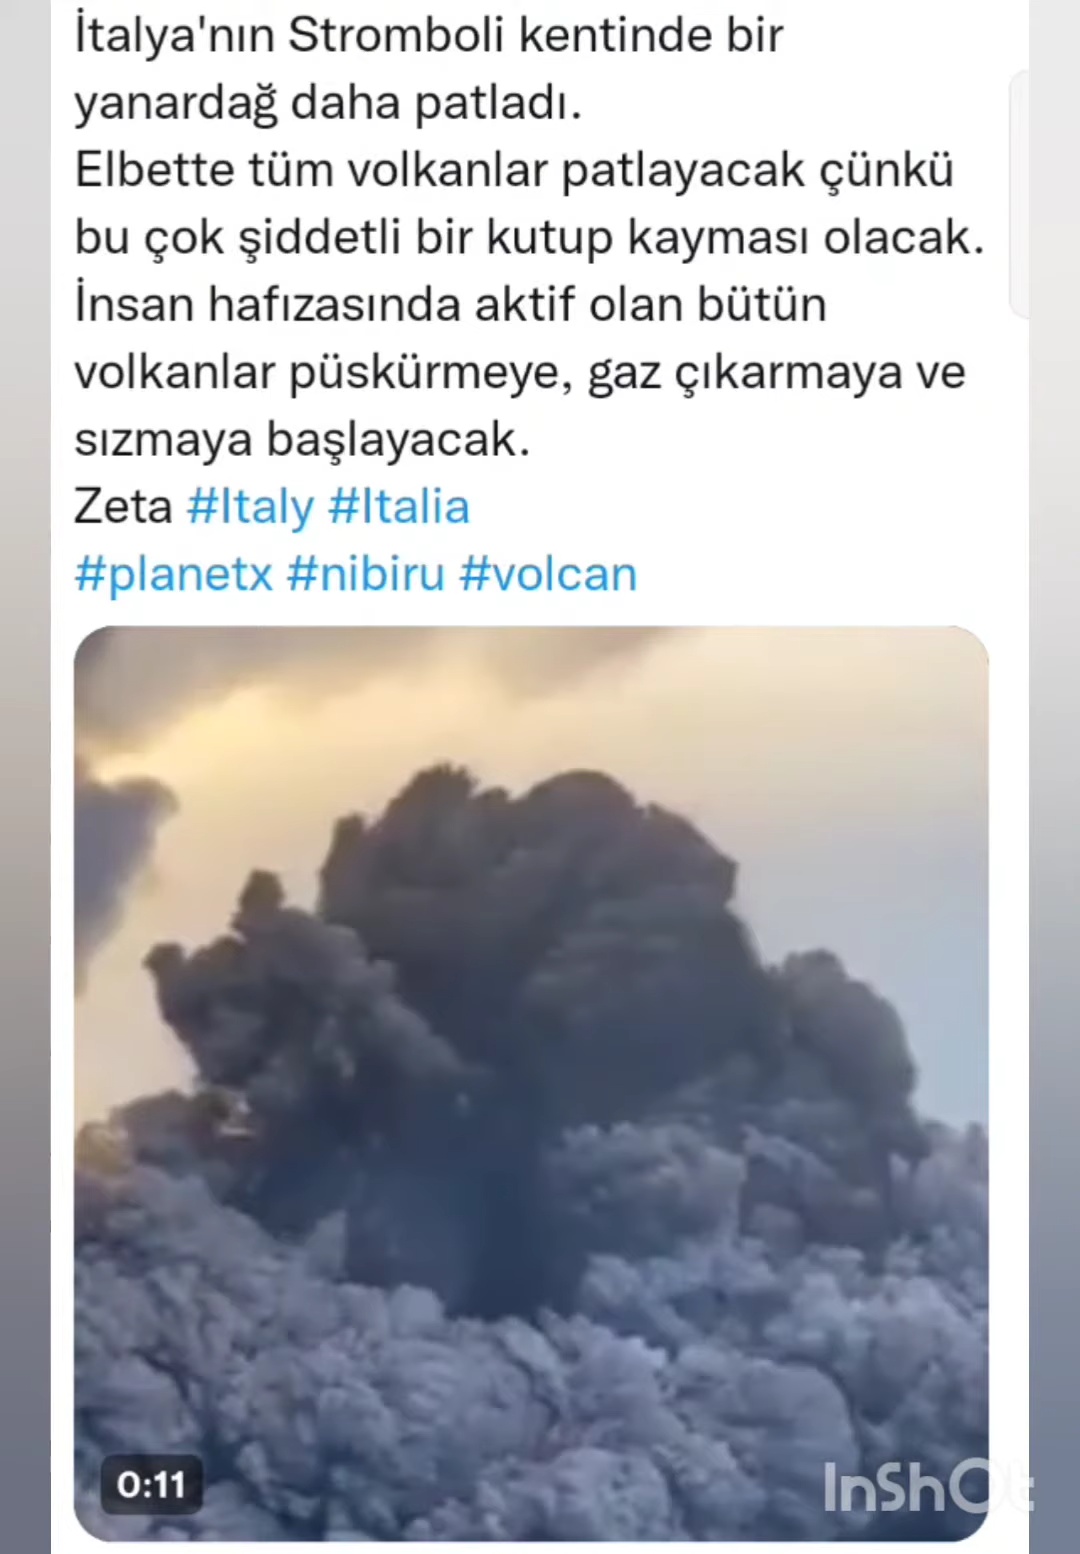 İtalya'nın Stromboli kentinde bir
yanardağ daha patladı.
Elbette tüm volkanlar patlayacak çünkü
bu çok şiddetli bir kutup kayması olacak.
İnsan hafızasında aktif olan bütün
volkanlar püskürmeye, gaz çıkarmaya ve
sızmaya başlayacak.
Zeta #Italy #Italia
#planetx #nibiru #volcan
0:11
InShOt